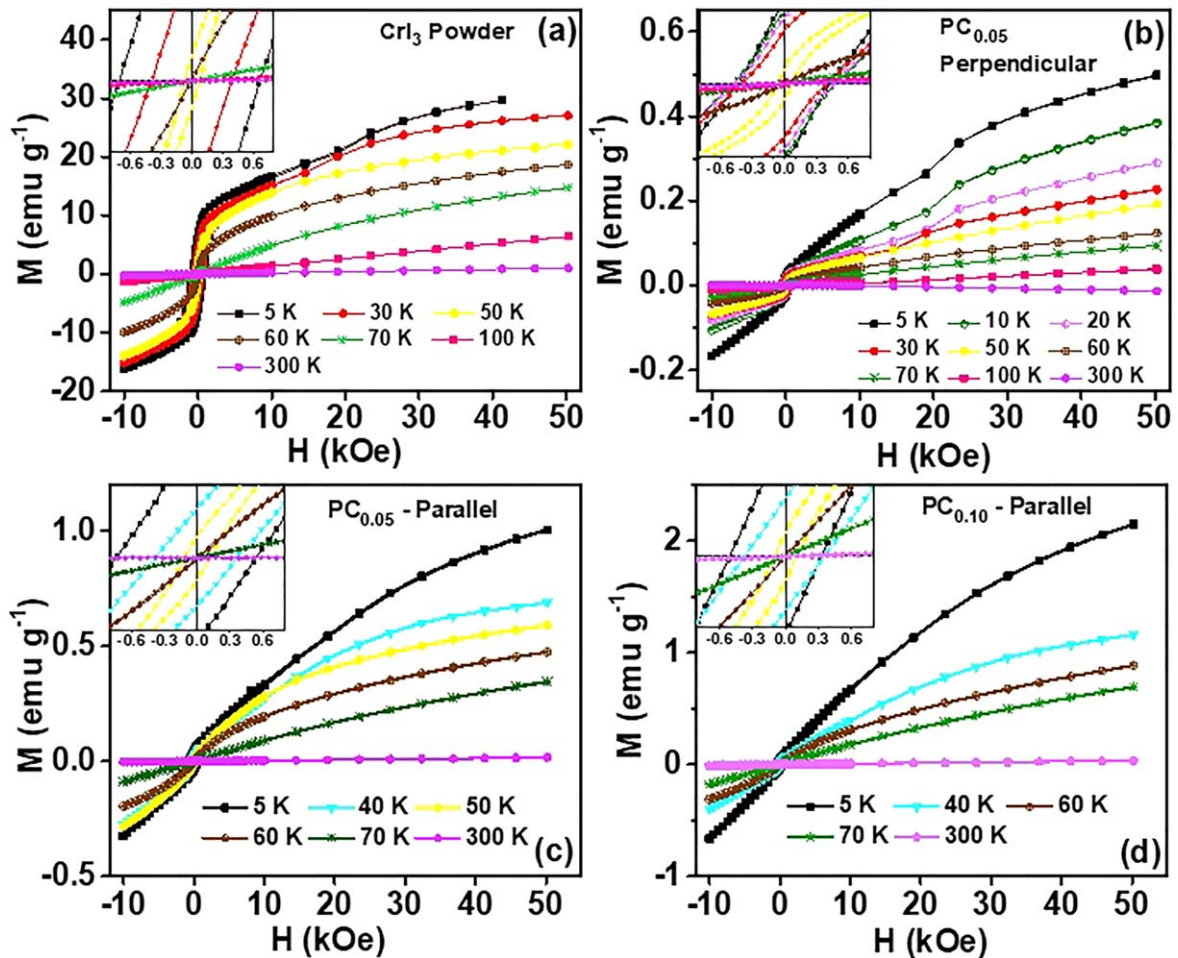 (a)
CrI₃ Powder
M (emu g⁻¹)
40
30
20
10
0
-10
-20
-0.6 -0.3 0.0 0.3 0.6
5 K 30 K 50 K
60 K 70 K 100 K
300 K
-10 0 10 20 30 40 50
H (kOe)
(b)
PC₀.₀₅
Perpendicular
M (emu g⁻¹)
0.6
0.4
0.2
0.0
-0.2
-0.6 -0.3 0.0 0.3 0.6
5 K 10 K 20 K
30 K 50 K 60 K
70 K 100 K 300 K
-10 0 10 20 30 40 50
H (kOe)
PC₀.₀₅ - Parallel
M (emu g⁻¹)
1.0
0.5
0.0
-0.5
-0.6 -0.3 0.0 0.3 0.6
5 K 40 K 50 K
60 K 70 K 300 K
(c)
-10 0 10 20 30 40 50
H (kOe)
PC₀.₁₀ - Parallel
M (emu g⁻¹)
2
1
0
-1
-0.6 -0.3 0.0 0.3 0.6
5 K 40 K 60 K
70 K 300 K
(d)
-10 0 10 20 30 40 50
H (kOe)